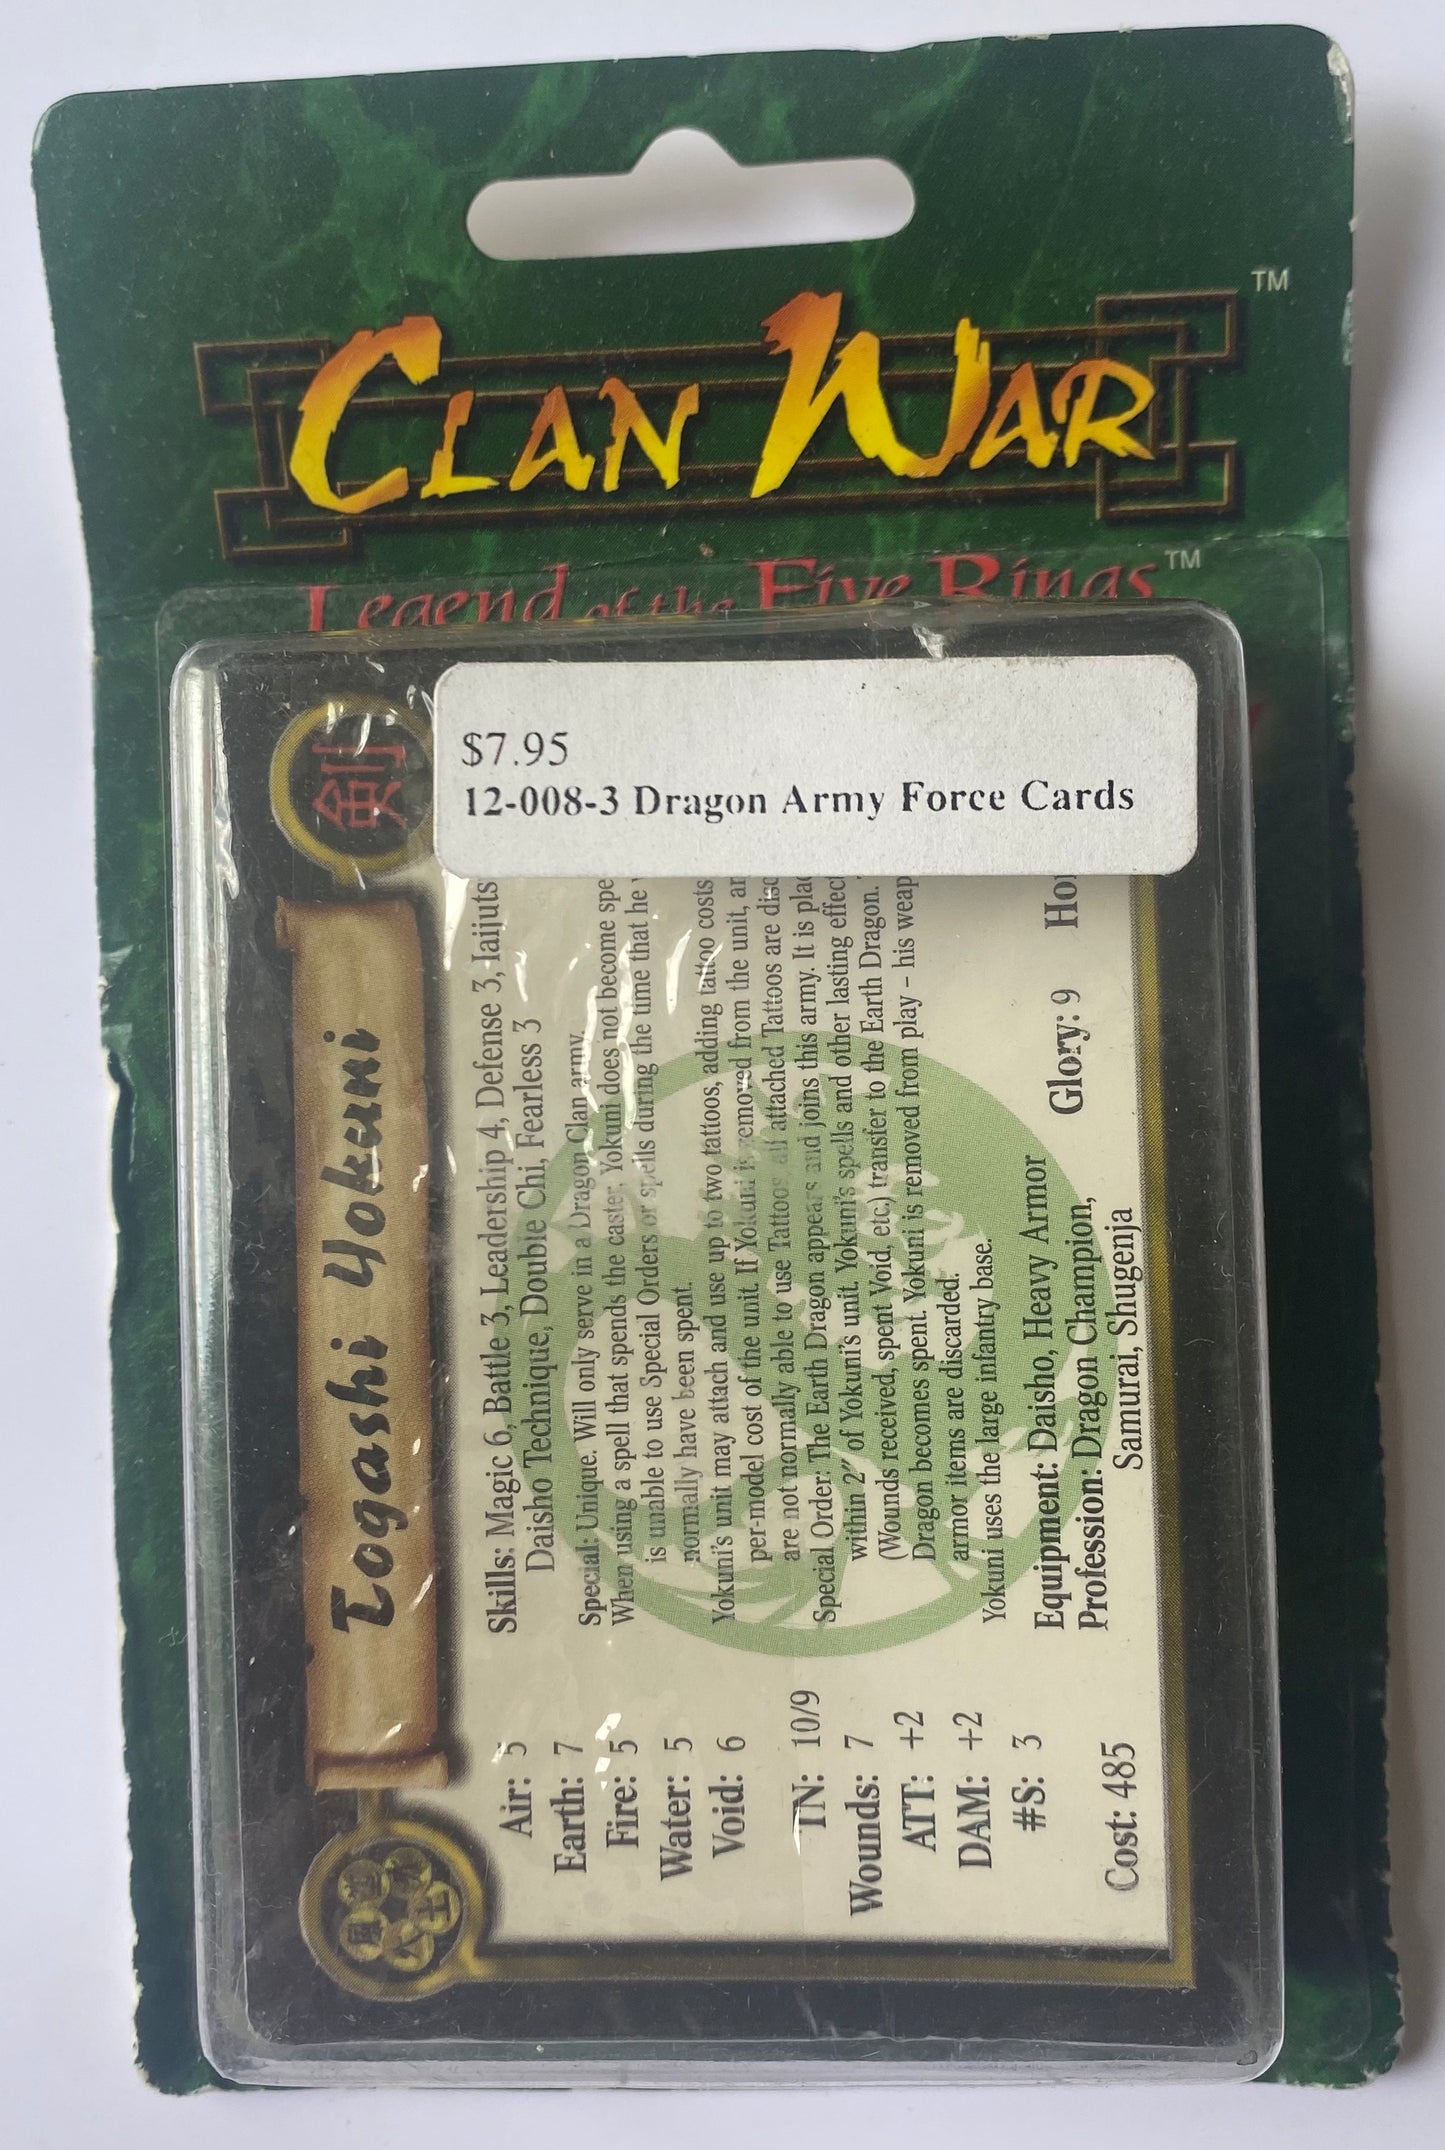 CLAN WAR™
Legend of the Five Rings™
$7.95
12-008-3 Dragon Army Force Cards
剣
Togashi Yokuni
Air: 5
Earth: 7
Fire: 5
Water: 5
Void: 6
TN: 10/9
Wounds: 7
ATT: +2
DAM: +2
#S: 3
Cost: 485
Skills: Magic 6, Battle 3, Leadership 4, Defense 3, Iaijuts
Daisho Technique, Double Chi, Fearless 3
Special: Unique. Will only serve in a Dragon Clan army.
When using a spell that spends the caster, Yokuni does not become spe
is unable to use Special Orders or spells during the time that he
normally have been spent.
Yokuni's unit may attach and use up to two tattoos, adding tattoo costs
per-model cost of the unit. If Yokuni is removed from the unit, an
are not normally able to use Tattoos all attached Tattoos are disc
Special Order: The Earth Dragon appears and joins this army. It is plac
within 2" of Yokuni's unit. Yokuni's spells and other lasting effec
(Wounds received, spent Void, etc.) transfer to the Earth Dragon.
Dragon becomes spent. Yokuni is removed from play – his weap
armor items are discarded.
Yokuni uses the large infantry base.
Equipment: Daisho, Heavy Armor Glory: 9 Ho
Profession: Dragon Champion,
Samurai, Shugenja